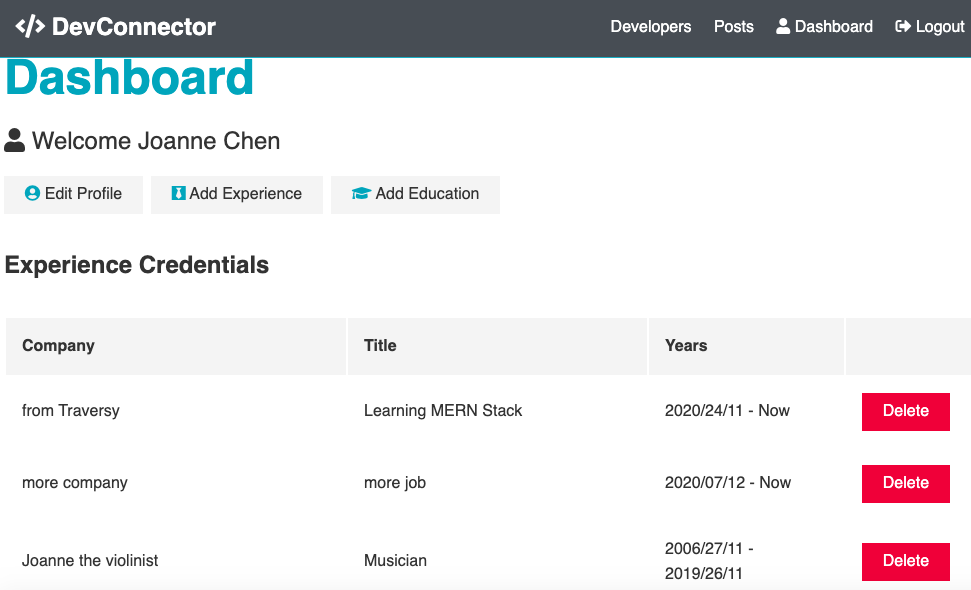 DevConnector
Developers Posts Dashboard Logout
Dashboard
Welcome Joanne Chen
Edit Profile Add Experience Add Education
Experience Credentials
Company Title Years
from Traversy Learning MERN Stack 2020/24/11 - Now Delete
more company more job 2020/07/12 - Now Delete
Joanne the violinist Musician 2006/27/11 - Delete
2019/26/11